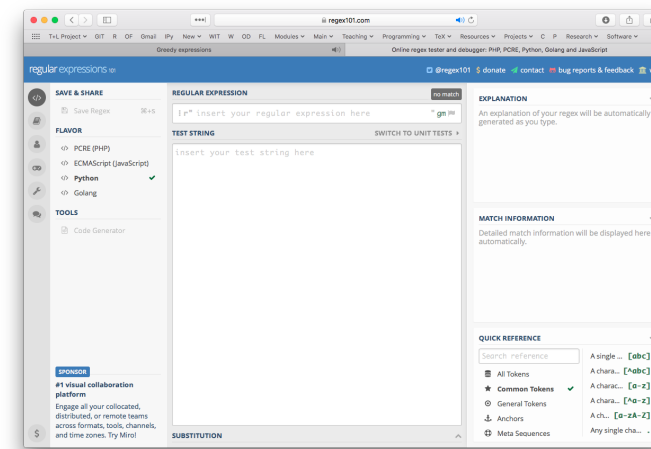 regex101.com
T+L Project GIT R OF Gmail IPy New WIT W OD FL Modules Main Teaching Programming TeX Resources Projects C P Research Software
Greedy expressions
Online regex tester and debugger: PHP, PCRE, Python, Golang and JavaScript
regular expressions 101
@regex101 $ donate contact bug reports & feedback
SAVE & SHARE
Save Regex ⌘+S
FLAVOR
</> PCRE (PHP)
</> ECMAScript (JavaScript)
</> Python
</> Golang
TOOLS
Code Generator
SPONSOR
#1 visual collaboration
platform
Engage all your collocated,
distributed, or remote teams
across formats, tools, channels,
and time zones. Try Miro!
REGULAR EXPRESSION
no match
r" insert your regular expression here " gm
TEST STRING
SWITCH TO UNIT TESTS
insert your test string here
SUBSTITUTION
EXPLANATION
An explanation of your regex will be automatically
generated as you type.
MATCH INFORMATION
Detailed match information will be displayed here
automatically.
QUICK REFERENCE
Search reference
All Tokens
Common Tokens
General Tokens
Anchors
Meta Sequences
A single ... [abc]
A chara... [^abc]
A charac... [a-z]
A chara... [^a-z]
A ch... [a-zA-Z]
Any single cha... .